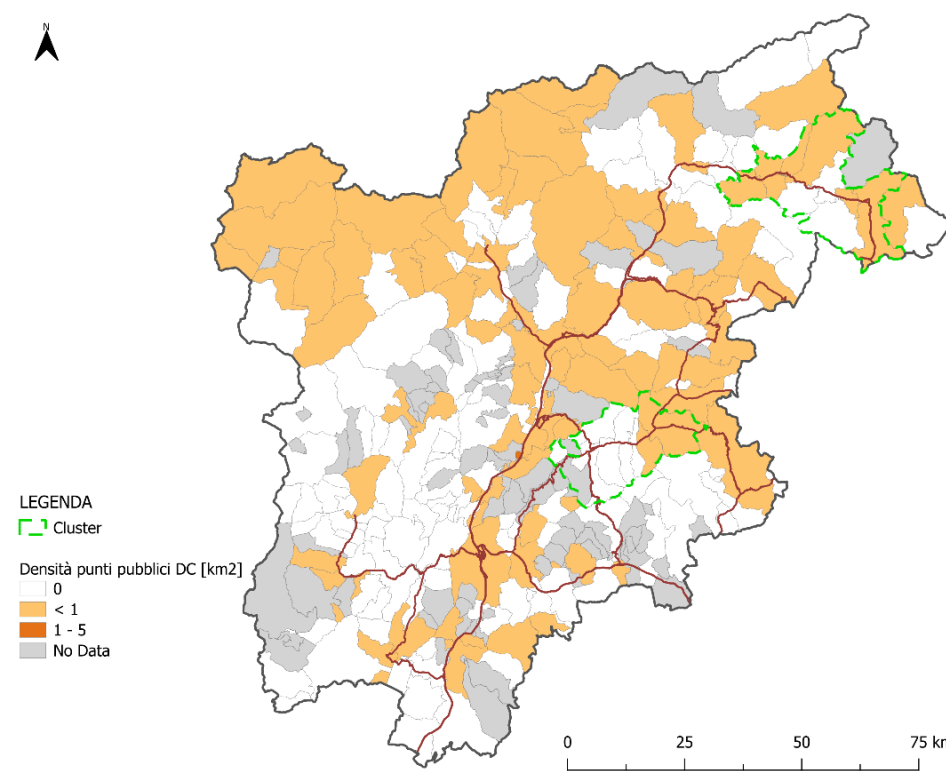 N
LEGENDA
Cluster
Densità punti pubblici DC [km2]
0
< 1
1 - 5
No Data
0 25 50 75 km